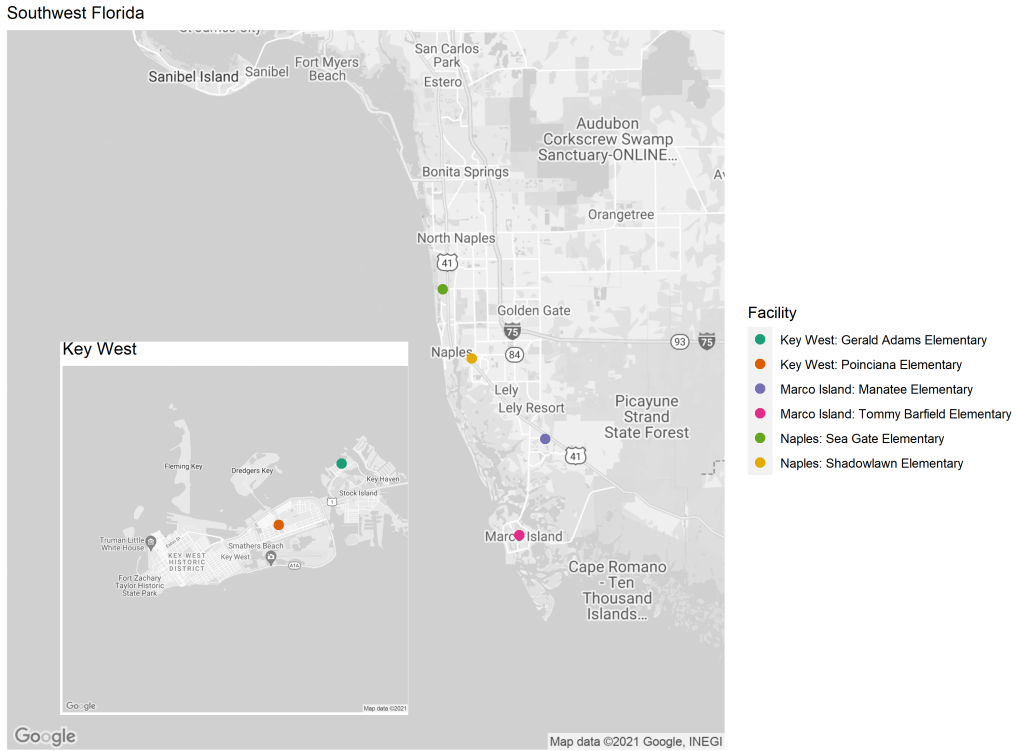 Southwest Florida
St James City
San Carlos
Park
Fort Myers
Beach
Sanibel Island
Sanibel
Estero
Audubon
Corkscrew Swamp
Sanctuary-ONLINE...
Bonita Springs
Av
Orangetree
North Naples
41
Golden Gate
75
93
75
Naples
84
Lely
Lely Resort
Picayune
Strand
State Forest
41
Marco Island
Cape Romano
- Ten
Thousand
Islands...
Key West
Fleming Key
Dredgers Key
Key Haven
Stock Island
1
Truman Little
White House
KEY WEST
HISTORIC
DISTRICT
Smathers Beach
Key West
A1A
Fort Zachary
Taylor Historic
State Park
Google
Map data ©2021
Google
Map data ©2021 Google, INEGI
Facility
Key West: Gerald Adams Elementary
Key West: Poinciana Elementary
Marco Island: Manatee Elementary
Marco Island: Tommy Barfield Elementary
Naples: Sea Gate Elementary
Naples: Shadowlawn Elementary